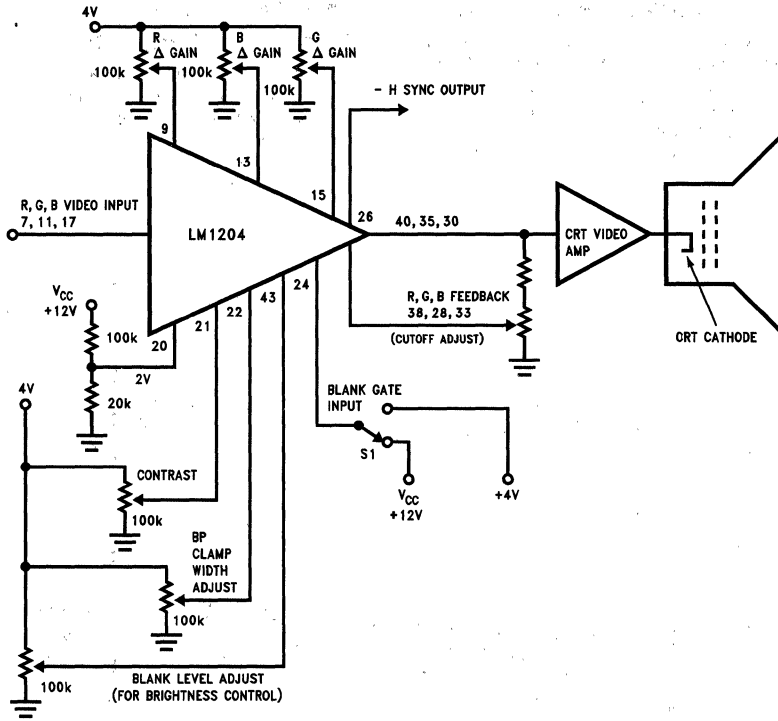 4V
R
Δ GAIN
B
Δ GAIN
G
Δ GAIN
100k
100k
100k
9
13
15
- H SYNC OUTPUT
26
R, G, B VIDEO INPUT
7, 11, 17
LM1204
40, 35, 30
CRT VIDEO
AMP
CRT CATHODE
R, G, B FEEDBACK
38, 28, 33
(CUTOFF ADJUST)
VCC
+12V
100k
20
21
22
43
24
2V
20k
4V
BLANK GATE
INPUT
S1
VCC
+12V
+4V
CONTRAST
100k
BP
CLAMP
WIDTH
ADJUST
100k
BLANK LEVEL ADJUST
(FOR BRIGHTNESS CONTROL)
100k